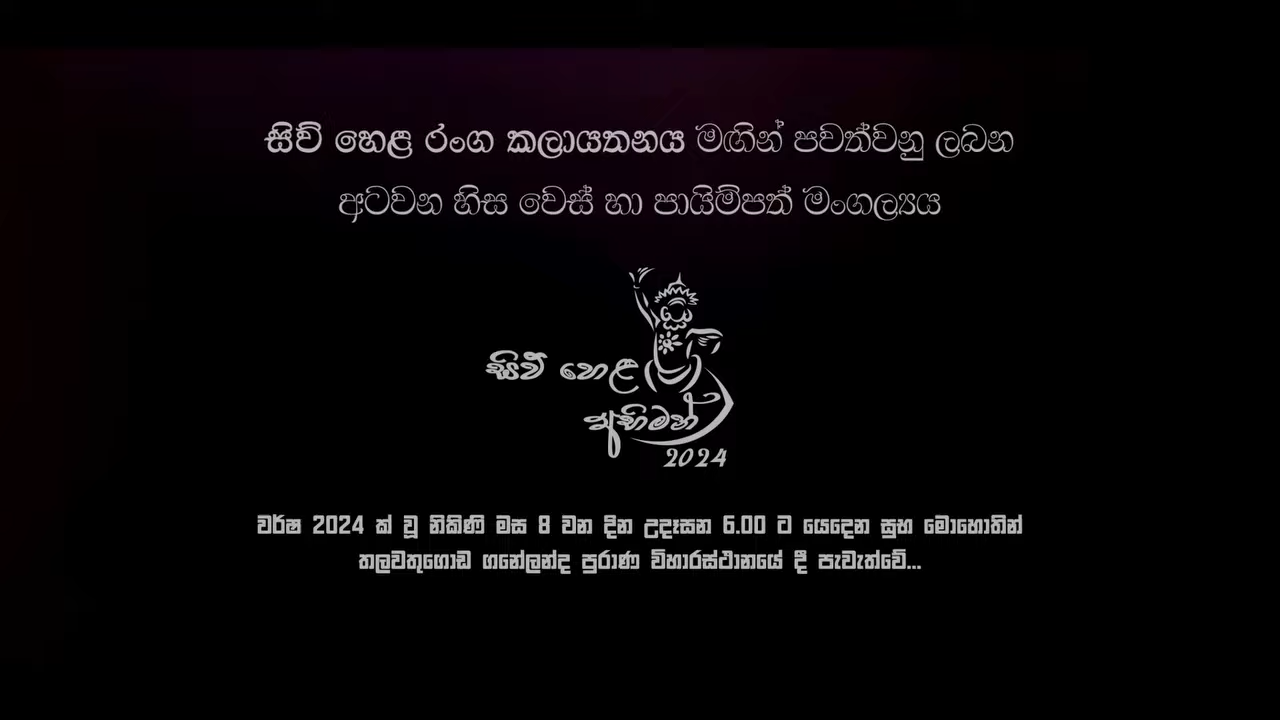 සිව් හෙළ රංග කලායතනය මඟින් පවත්වනු ලබන
අටවන හිස වෙස් හා පායිම්පත් මංගල්‍යය
සිව් හෙළ
අභිමන්
2024
වර්ෂ 2024 ක් වූ නිකිණි මස 8 වන දින උදෑසන 6.00 ට යෙදෙන සුභ මොහොතින්
තලවතුගොඩ ගනේලන්ද පුරාණ විහාරස්ථානයේ දී පැවැත්වේ...